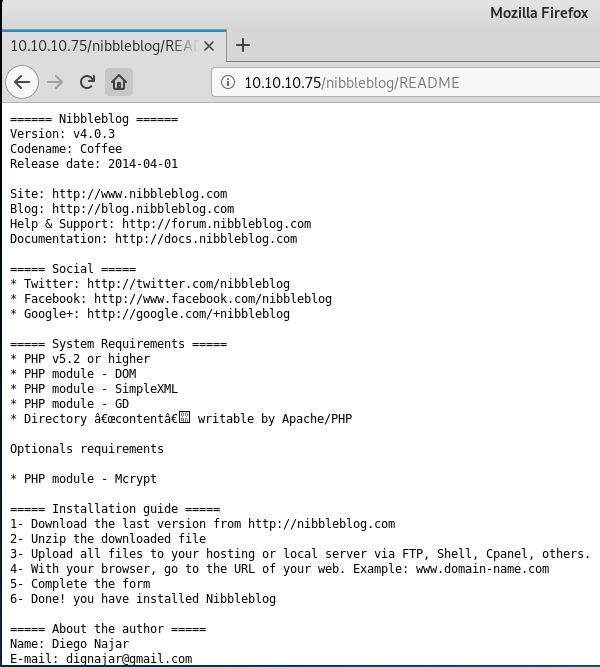 Mozilla Firefox
10.10.10.75/nibbleblog/REA
10.10.10.75/nibbleblog/README
====== Nibbleblog ======
Version: v4.0.3
Codename: Coffee
Release date: 2014-04-01
Site: http://www.nibbleblog.com
Blog: http://blog.nibbleblog.com
Help & Support: http://forum.nibbleblog.com
Documentation: http://docs.nibbleblog.com
===== Social =====
* Twitter: http://twitter.com/nibbleblog
* Facebook: http://www.facebook.com/nibbleblog
* Google+: http://google.com/+nibbleblog
===== System Requirements =====
* PHP v5.2 or higher
* PHP module - DOM
* PHP module - SimpleXML
* PHP module - GD
* Directory â€œcontentâ€ writable by Apache/PHP
Optionals requirements
* PHP module - Mcrypt
===== Installation guide =====
1- Download the last version from http://nibbleblog.com
2- Unzip the downloaded file
3- Upload all files to your hosting or local server via FTP, Shell, Cpanel, others.
4- With your browser, go to the URL of your web. Example: www.domain-name.com
5- Complete the form
6- Done! you have installed Nibbleblog
===== About the author =====
Name: Diego Najar
E-mail: dignajar@gmail.com